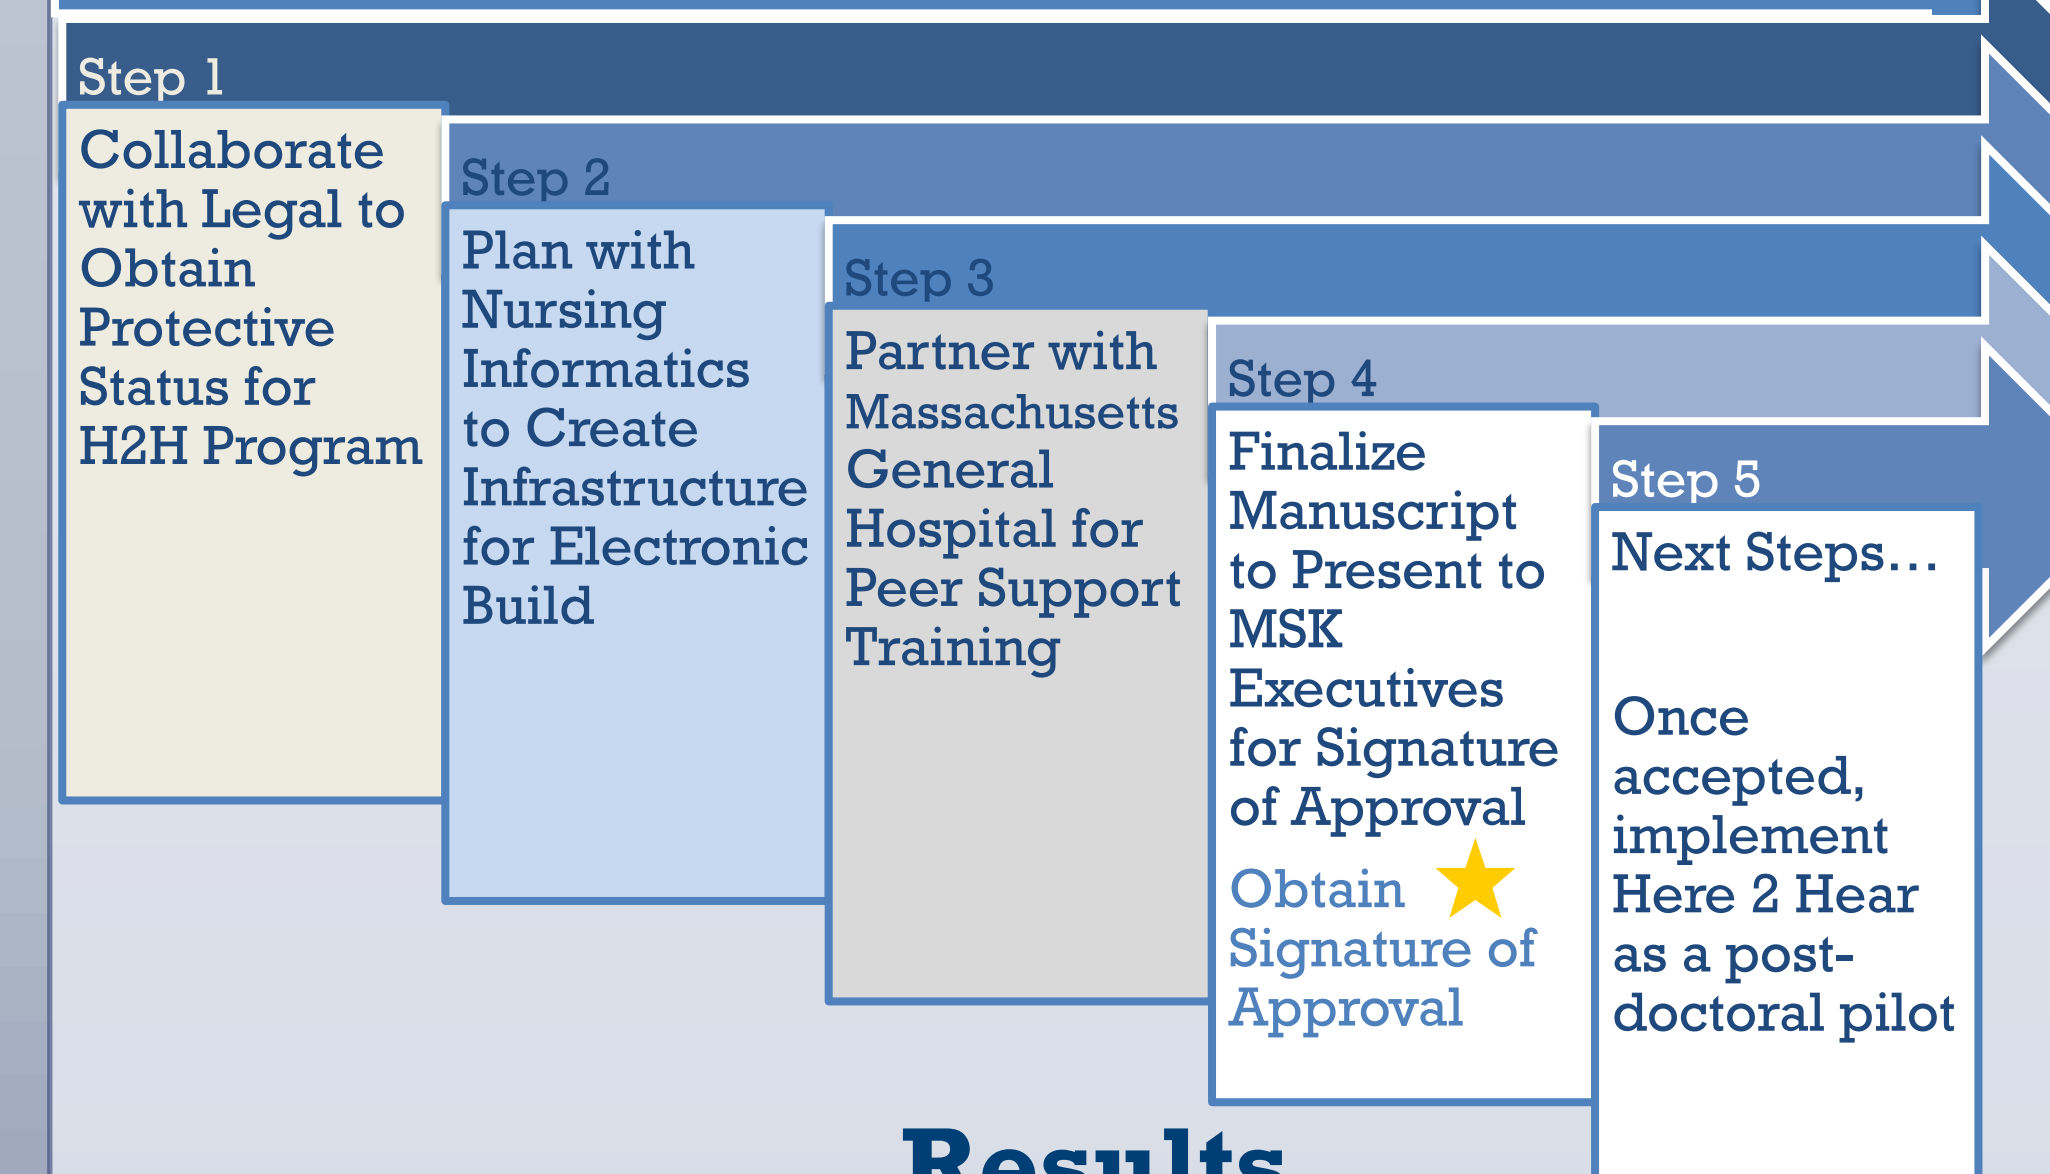 Step 1
Collaborate
with Legal to
Obtain
Protective
Status for
H2H Program
Step 2
Plan with
Nursing
Informatics
to Create
Infrastructure
for Electronic
Build
Step 3
Partner with
Massachusetts
General
Hospital for
Peer Support
Training
Step 4
Finalize
Manuscript
to Present to
MSK
Executives
for Signature
of Approval
Obtain
Signature of
Approval
Step 5
Next Steps…
Once
accepted,
implement
Here 2 Hear
as a post-
doctoral pilot
Results